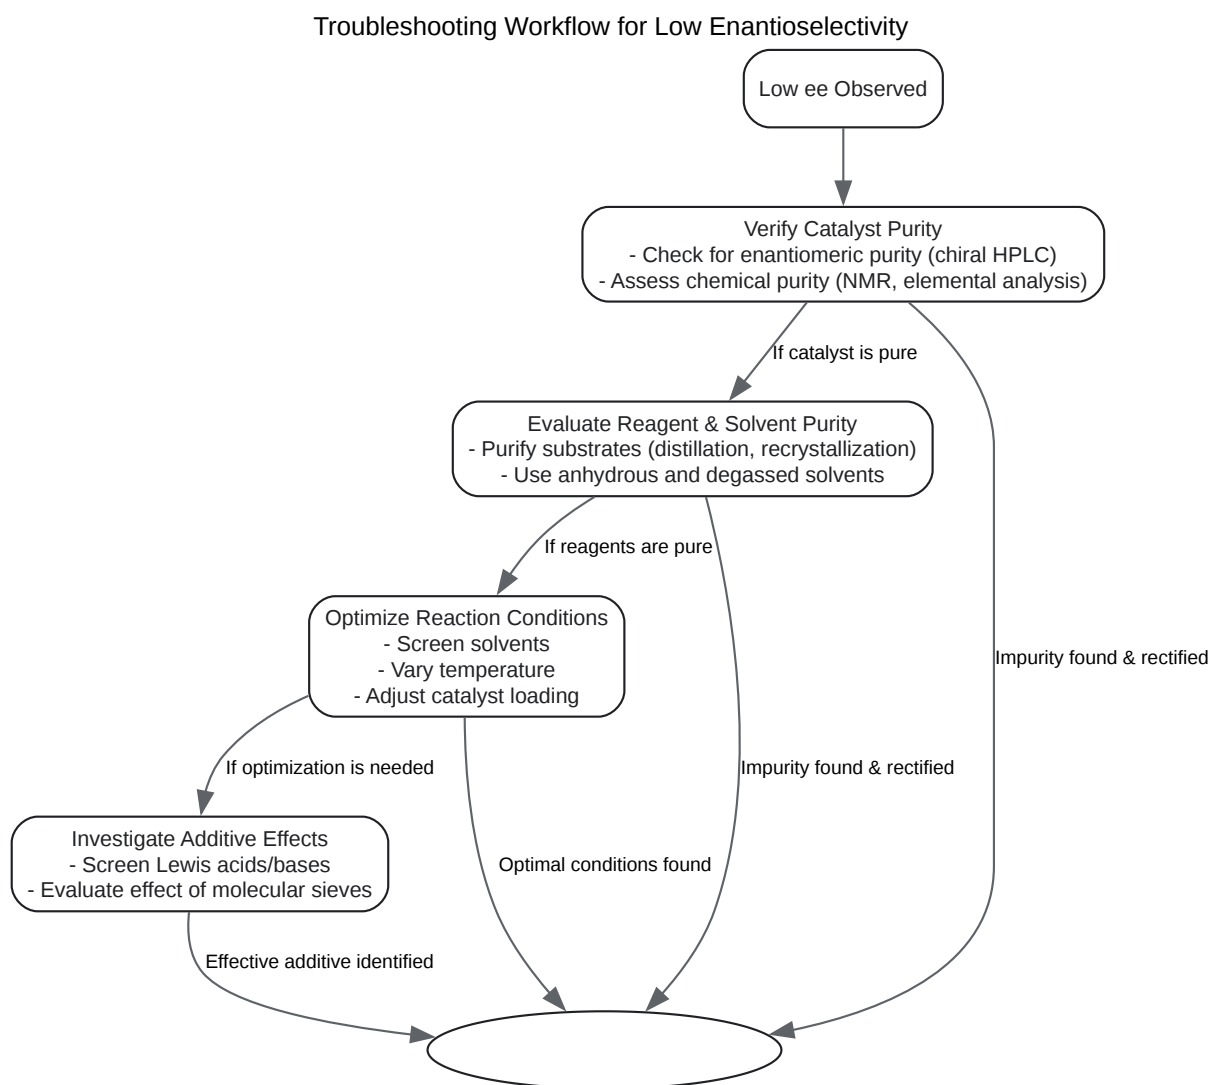 Troubleshooting Workflow for Low Enantioselectivity
Low ee Observed
Verify Catalyst Purity
- Check for enantiomeric purity (chiral HPLC)
- Assess chemical purity (NMR, elemental analysis)
If catalyst is pure
Evaluate Reagent & Solvent Purity
- Purify substrates (distillation, recrystallization)
- Use anhydrous and degassed solvents
If reagents are pure
Optimize Reaction Conditions
- Screen solvents
- Vary temperature
- Adjust catalyst loading
Impurity found & rectified
If optimization is needed
Impurity found & rectified
Investigate Additive Effects
- Screen Lewis acids/bases
- Evaluate effect of molecular sieves
Optimal conditions found
Effective additive identified